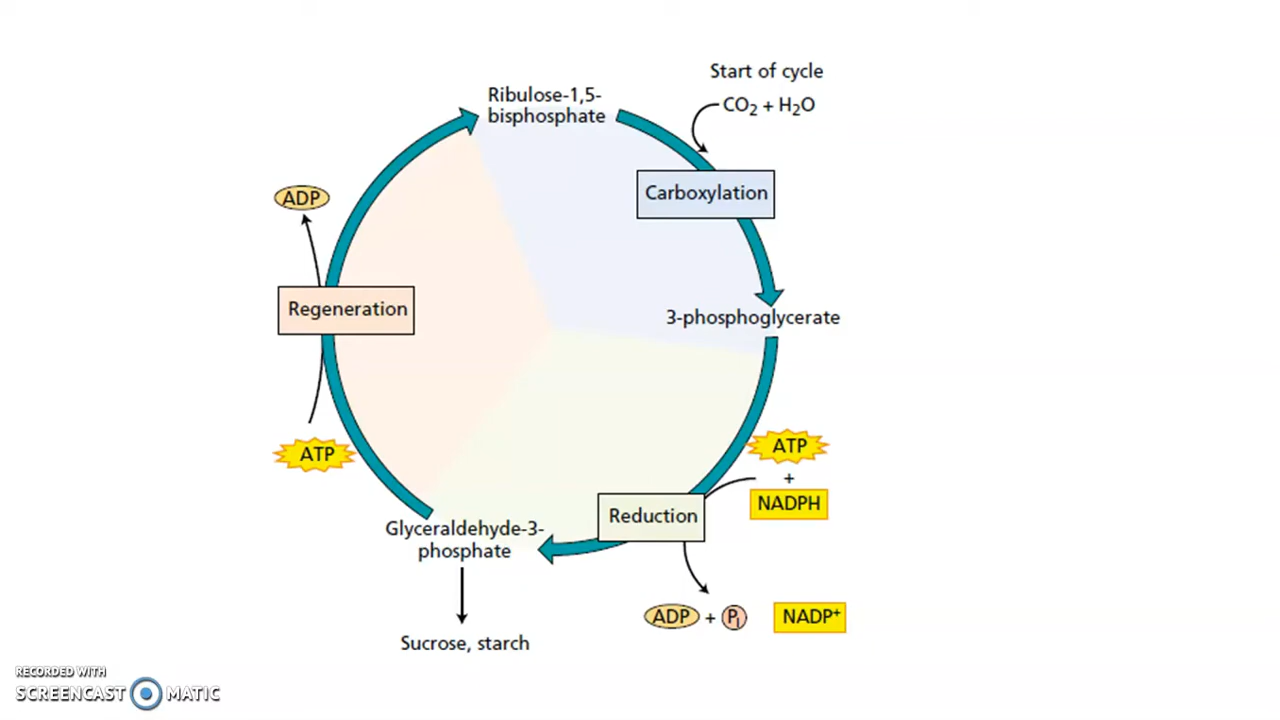 Start of cycle
CO₂ + H₂O
Ribulose-1,5-
bisphosphate
Carboxylation
ADP
Regeneration
3-phosphoglycerate
ATP
ATP
+
NADPH
Reduction
Glyceraldehyde-3-
phosphate
ADP + Pᵢ NADP⁺
Sucrose, starch
RECORDED WITH
SCREENCAST MATIC